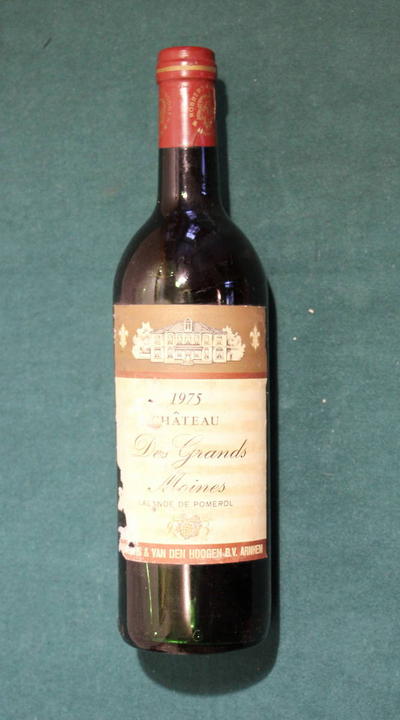 1975
CHÂTEAU
Des Grands
Moines
LALANDE DE POMEROL
& VAN DEN HOOGEN B.V. ARNHEM